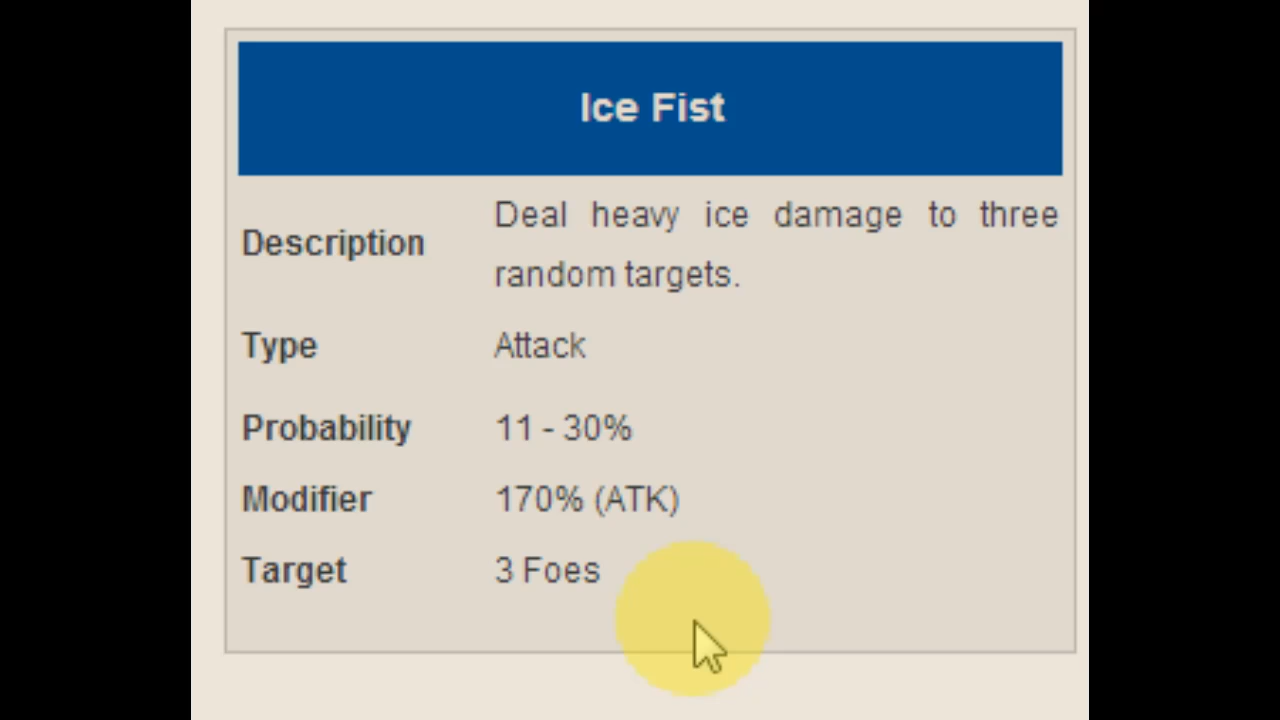 Ice Fist
Description
Deal heavy ice damage to three
random targets.
Type Attack
Probability 11 - 30%
Modifier 170% (ATK)
Target 3 Foes